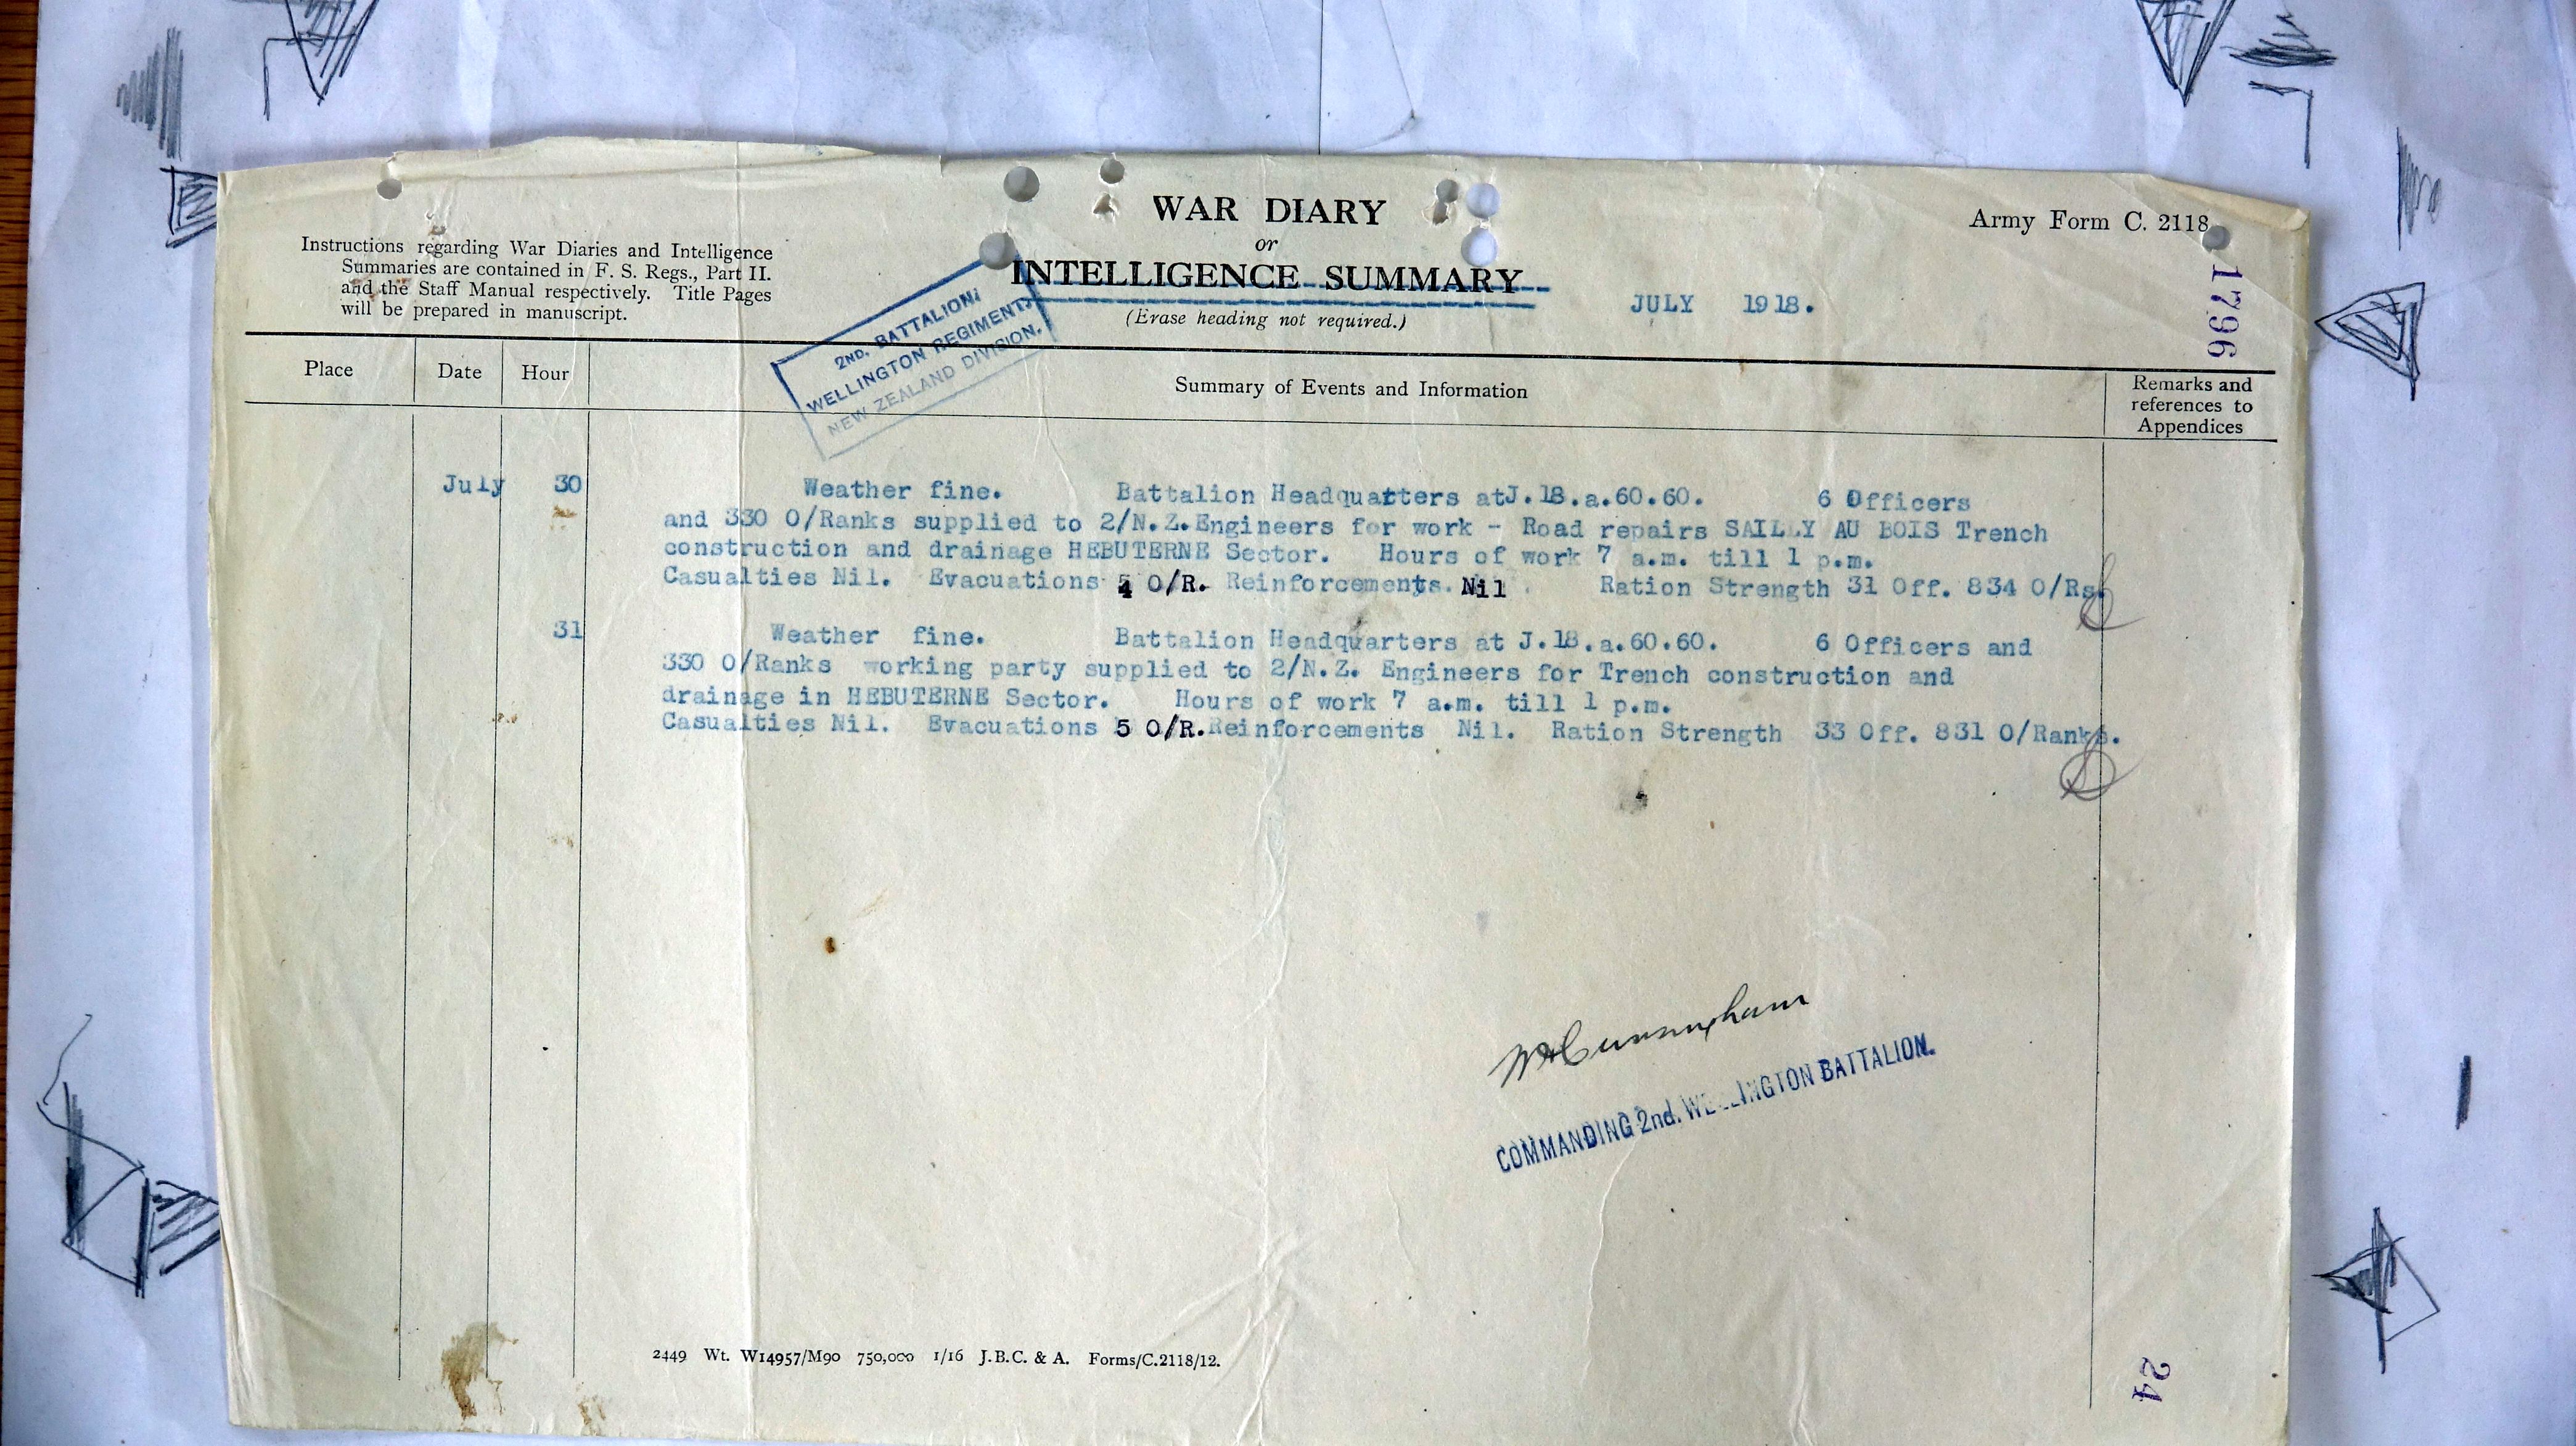 WAR DIARY
or
INTELLIGENCE SUMMARY
(Erase heading not required.)
Army Form C. 2118
Instructions regarding War Diaries and Intelligence
Summaries are contained in F. S. Regs., Part II.
and the Staff Manual respectively. Title Pages
will be prepared in manuscript.
2ND. BATTALION
WELLINGTON REGIMENT,
NEW ZEALAND DIVISION.
JULY 1918.
1796
Place Date Hour Summary of Events and Information Remarks and
references to
Appendices
July 30 Weather fine. Battalion Headquarters at J.18.a.60.60. 6 Officers
and 330 O/Ranks supplied to 2/N.Z.Engineers for work - Road repairs SAILLY AU BOIS Trench
construction and drainage HEBUTERNE Sector. Hours of work 7 a.m. till 1 p.m.
Casualties Nil. Evacuations 4 O/R. Reinforcements. Nil . Ration Strength 31 Off. 834 O/Rs
31 Weather fine. Battalion Headquarters at J.18.a.60.60. 6 Officers and
330 O/Ranks working party supplied to 2/N.Z. Engineers for Trench construction and
drainage in HEBUTERNE Sector. Hours of work 7 a.m. till 1 p.m.
Casualties Nil. Evacuations 5 O/R. Reinforcements Nil. Ration Strength 33 Off. 831 O/Ranks.
WHCunningham
COMMANDING 2nd. WELLINGTON BATTALION.
2449 Wt. W14957/M90 750,000 1/16 J.B.C. & A. Forms/C.2118/12.
24